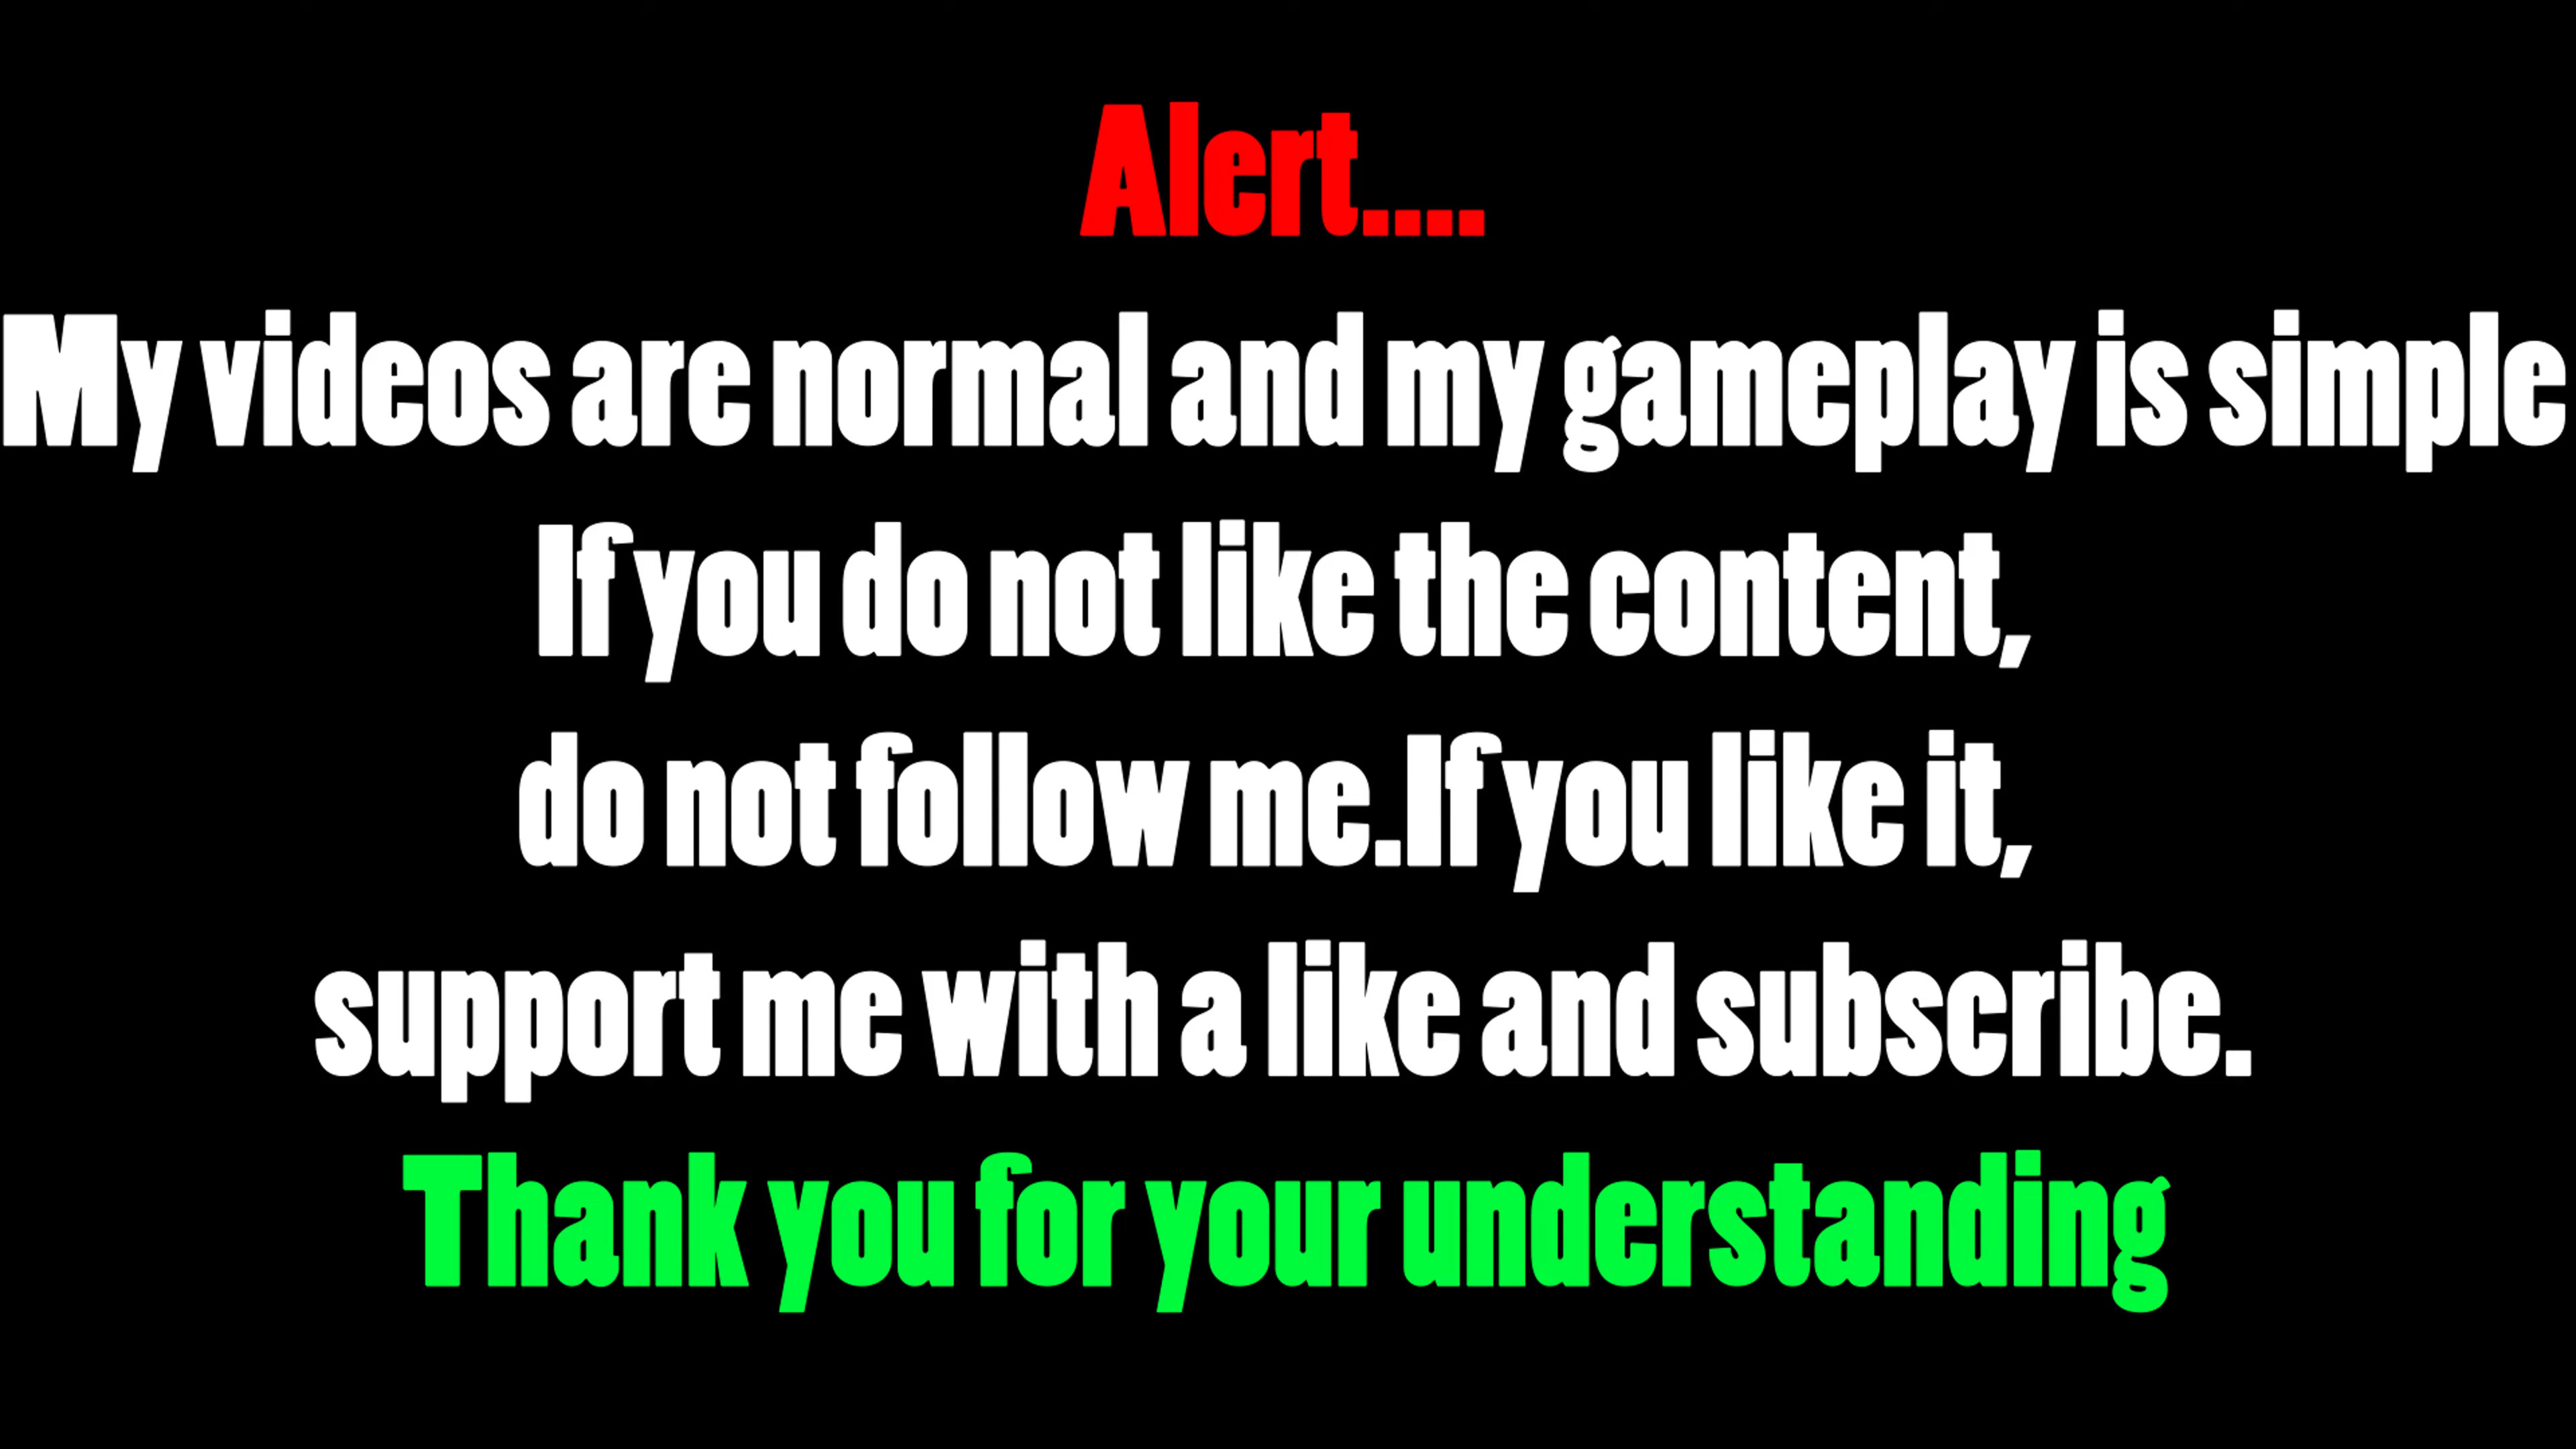 Alert....
My videos are normal and my gameplay is simple
If you do not like the content,
do not follow me.If you like it,
support me with a like and subscribe.
Thank you for your understanding